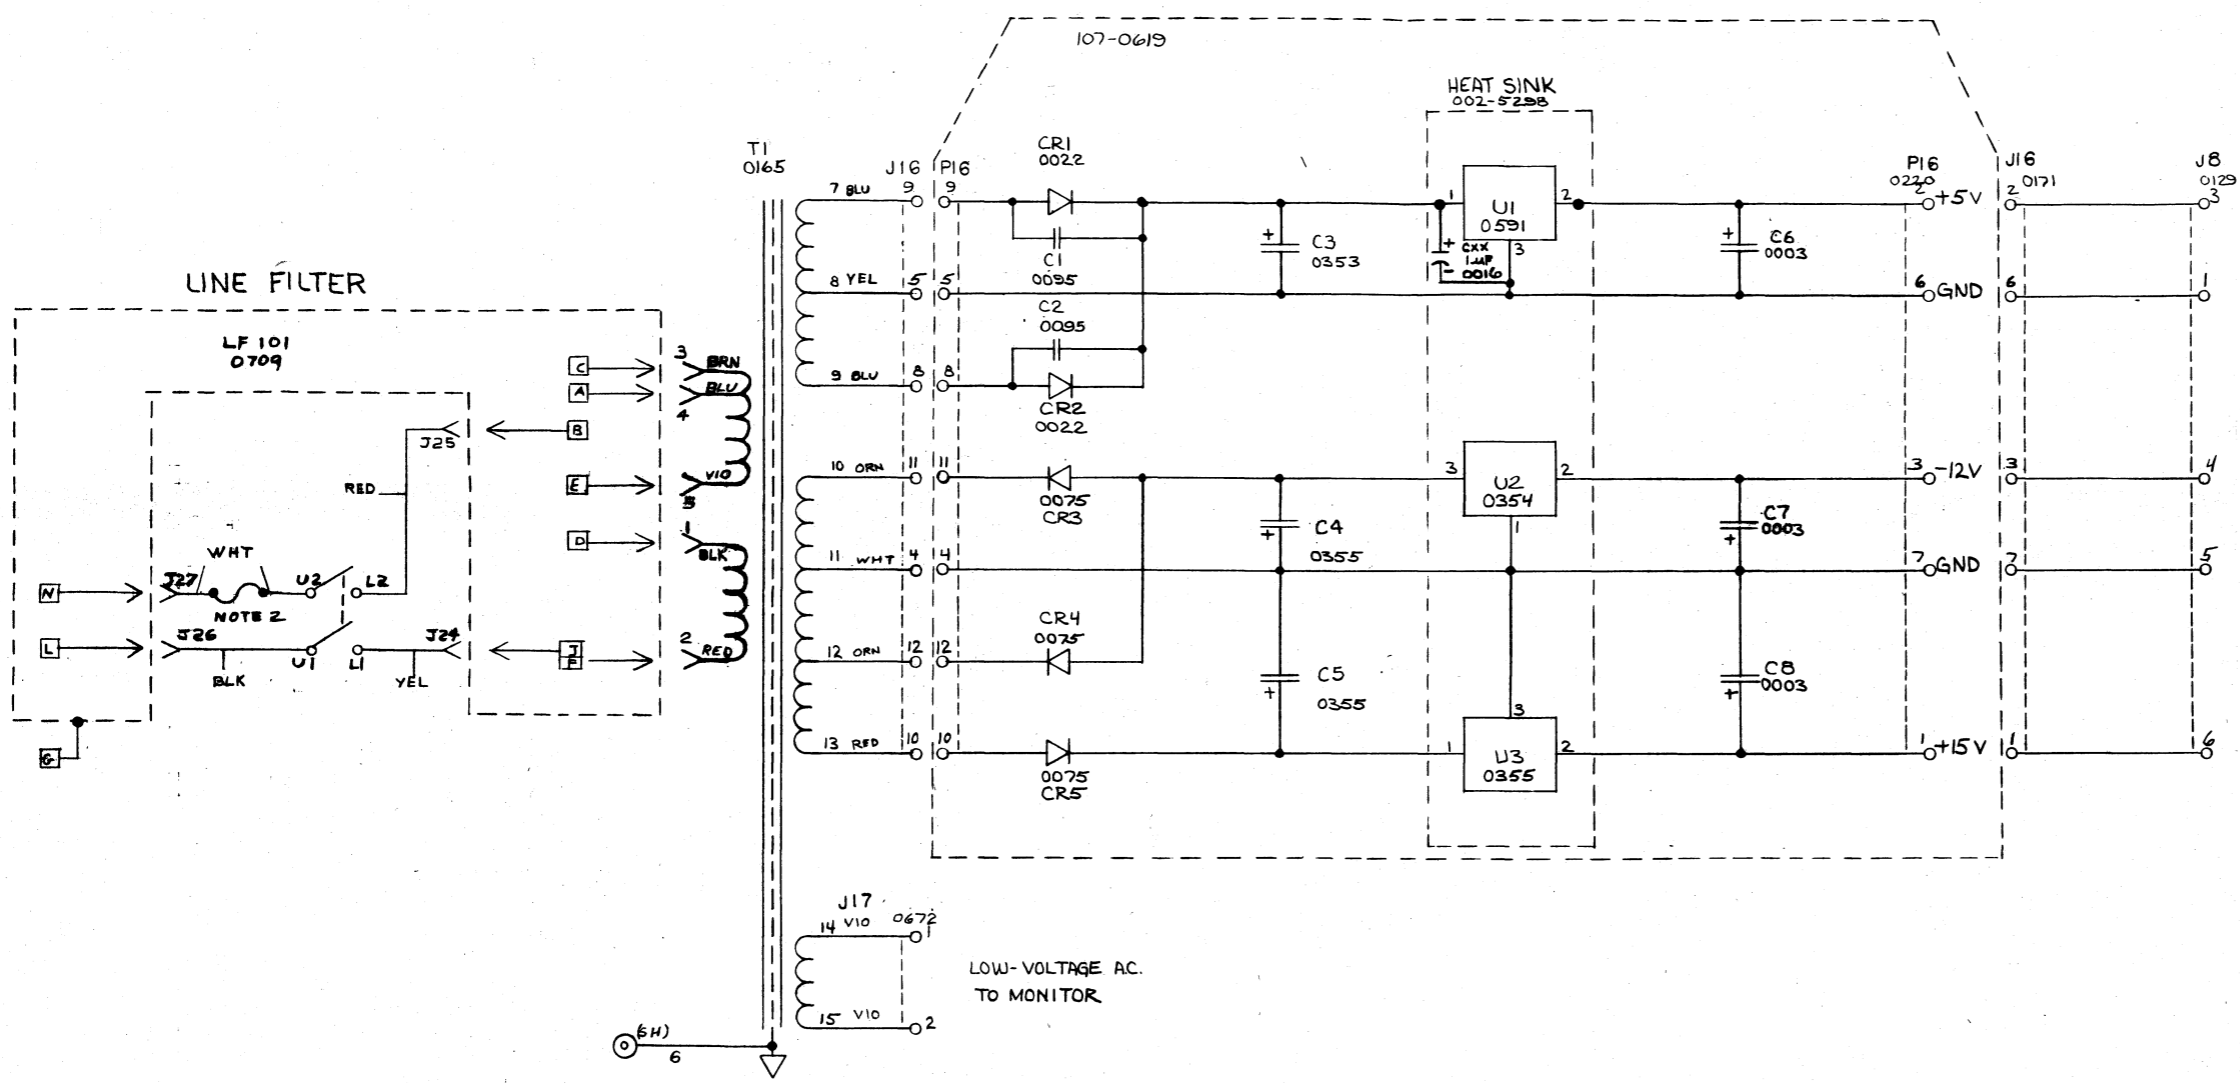 107-0619
HEAT SINK
002-5298
T1
0165
J16 P16
CR1
0022
P16
0220
J16
0171
J8
0129
7 BLU 9 9
1 U1 2
0591
3
2 +5V 2 3
C1
0095
+ C3
0353
+ CXX
1µF
- 0016
+ C6
0003
8 YEL 5 5
6 GND 6 1
C2
0095
9 BLU 8 8
CR2
0022
LINE FILTER
LF 101
0709
C
3 BRN
A
BLU
4
J25
B
RED
E
VIO
5
D
1
BLK
WHT
N
J27
NOTE 2
U2 L2
L
J26
U1 L1
J24
J
F
2
RED
BLK
YEL
G
10 ORN 11 11
0075
CR3
3 U2 2
0354
1
3 -12V 3 4
C4
+
0355
C7
0003
+
11 WHT 4 4
7 GND 7 5
CR4
0075
12 ORN 12 12
C5
+
0355
C8
0003
+
13 RED 10 10
0075
CR5
3
1 U3 2
0355
1 +15V 1 6
J17
0672
14 VIO 1
LOW-VOLTAGE A.C.
TO MONITOR
15 VIO 2
(SH)
6